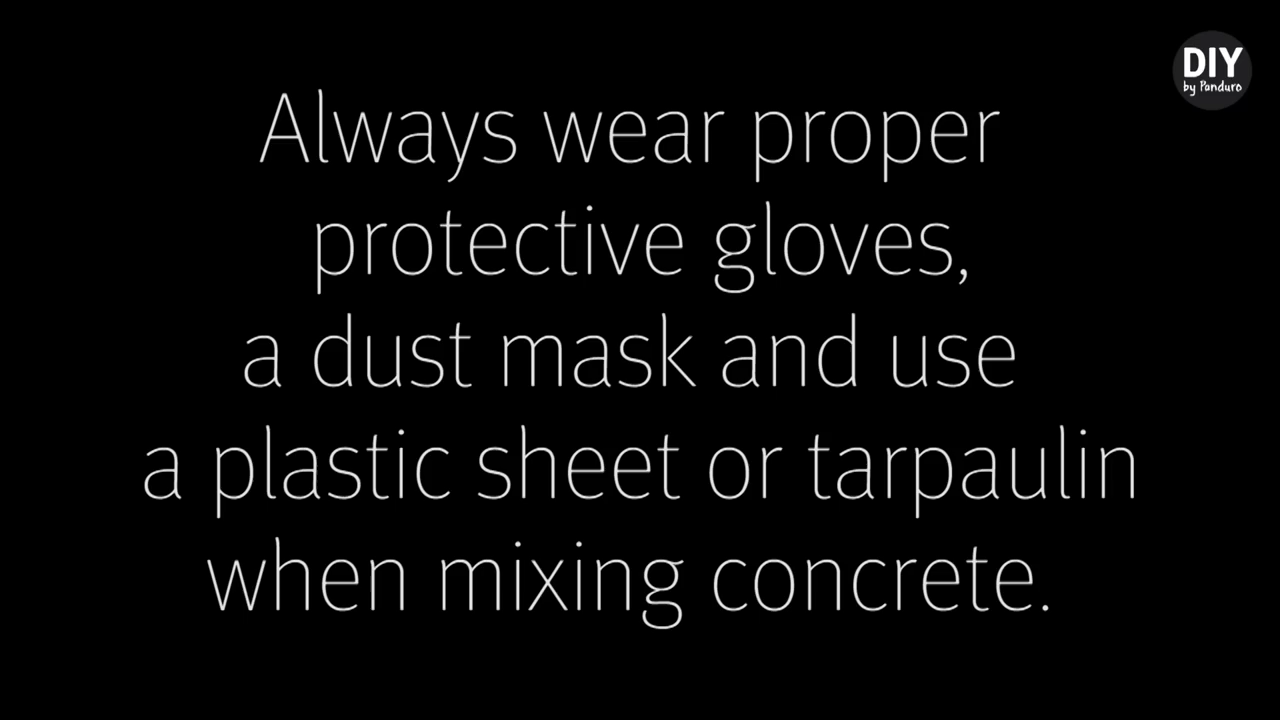 DIY
by Panduro
Always wear proper
protective gloves,
a dust mask and use
a plastic sheet or tarpaulin
when mixing concrete.